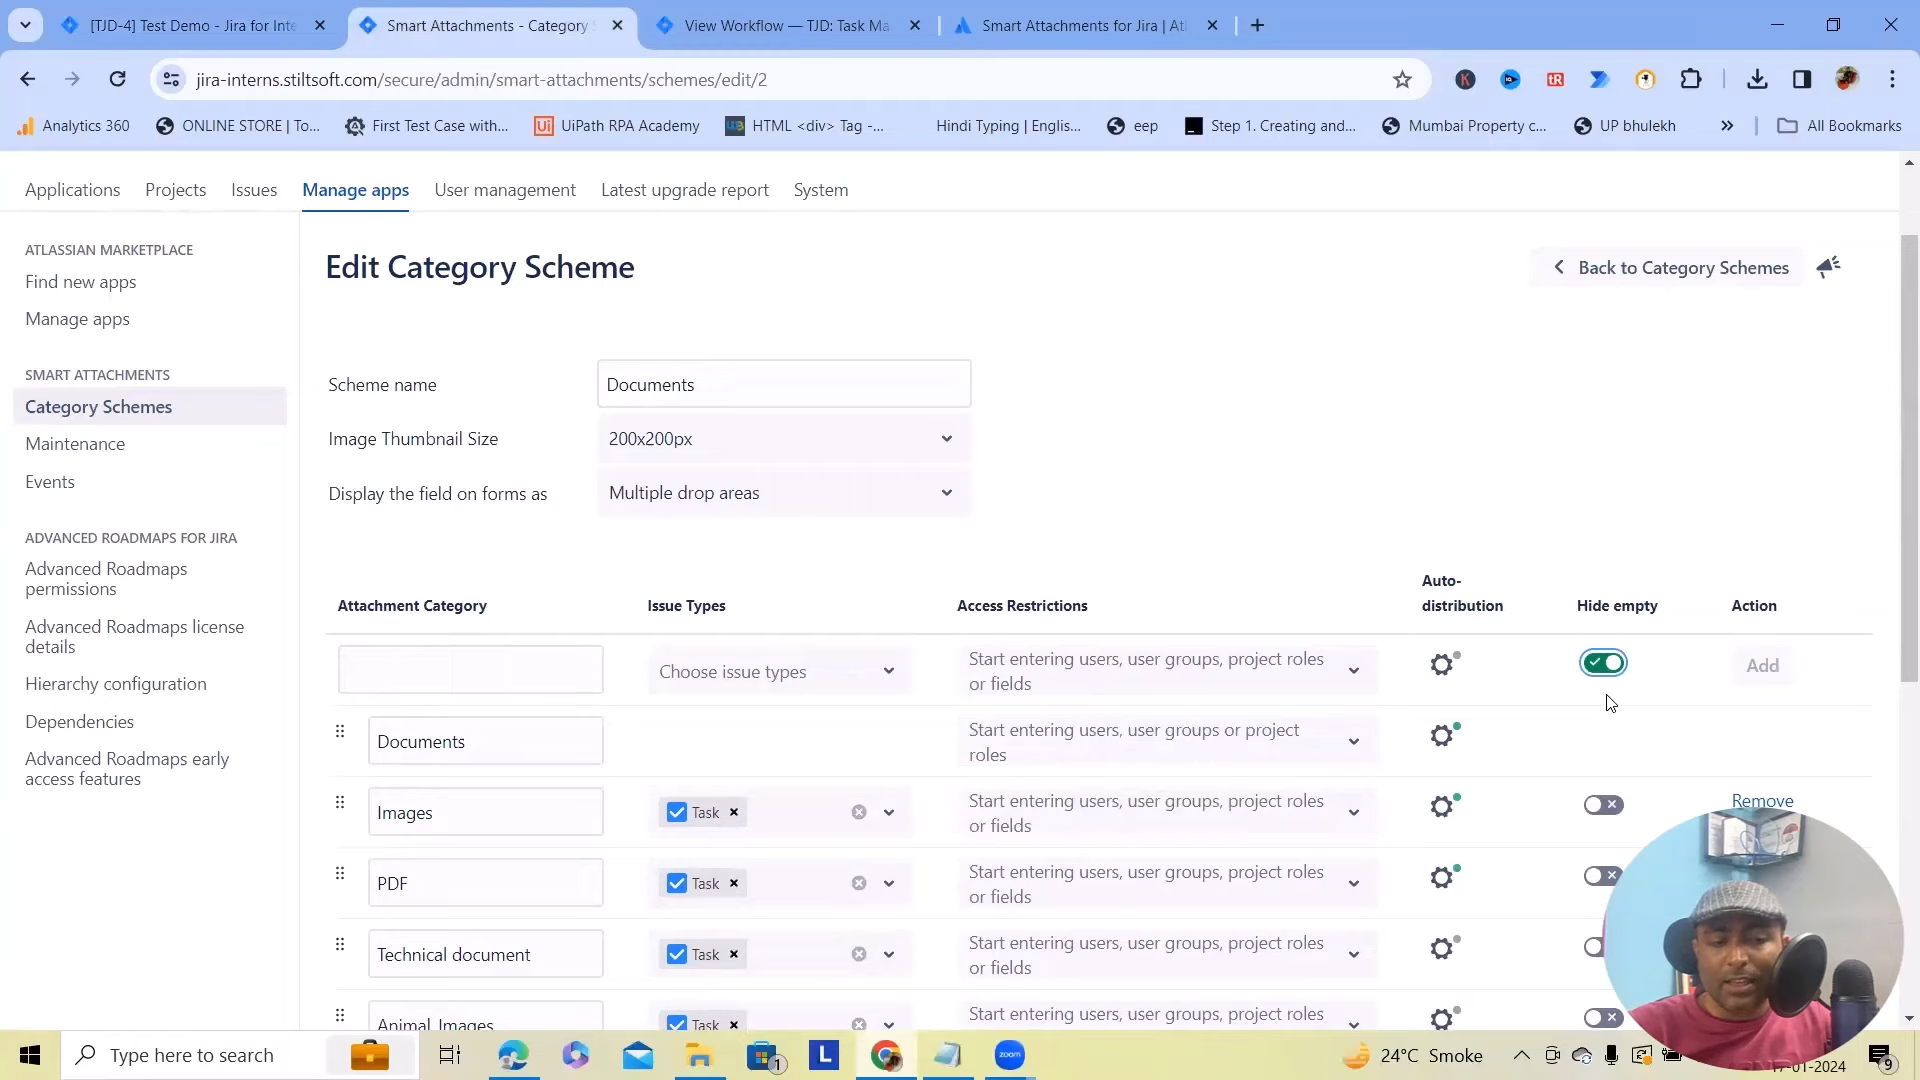 [TJD-4] Test Demo - Jira for Inte
Smart Attachments - Category S
View Workflow — TJD: Task Ma
Smart Attachments for Jira | Atl
jira-interns.stiltsoft.com/secure/admin/smart-attachments/schemes/edit/2
Analytics 360
ONLINE STORE | To...
First Test Case with...
UiPath RPA Academy
HTML <div> Tag -...
Hindi Typing | Englis...
eep
Step 1. Creating and...
Mumbai Property c...
UP bhulekh
All Bookmarks
Applications
Projects
Issues
Manage apps
User management
Latest upgrade report
System
ATLASSIAN MARKETPLACE
Find new apps
Manage apps
SMART ATTACHMENTS
Category Schemes
Maintenance
Events
ADVANCED ROADMAPS FOR JIRA
Advanced Roadmaps
permissions
Advanced Roadmaps license
details
Hierarchy configuration
Dependencies
Advanced Roadmaps early
access features
Edit Category Scheme
Back to Category Schemes
Scheme name
Documents
Image Thumbnail Size
200x200px
Display the field on forms as
Multiple drop areas
Attachment Category
Issue Types
Access Restrictions
Auto-
distribution
Hide empty
Action
Choose issue types
Start entering users, user groups, project roles
or fields
Add
Documents
Start entering users, user groups or project
roles
Images
Task
Start entering users, user groups, project roles
or fields
Remove
PDF
Task
Start entering users, user groups, project roles
or fields
Technical document
Task
Start entering users, user groups, project roles
or fields
Animal Images
Task
Start entering users, user groups, project roles
or fields
Type here to search
1
L
zoom
24°C Smoke
17-01-2024
9